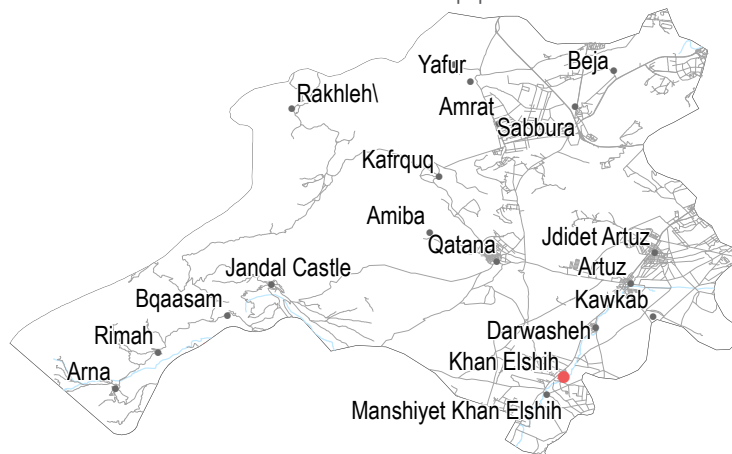 Yafur
Beja
Rakhleh\
Amrat
Sabbura
Kafrquq
Amiba
Qatana
Jdidet Artuz
Jandal Castle
Artuz
Bqaasam
Kawkab
Rimah
Darwasheh
Khan Elshih
Arna
Manshiyet Khan Elshih